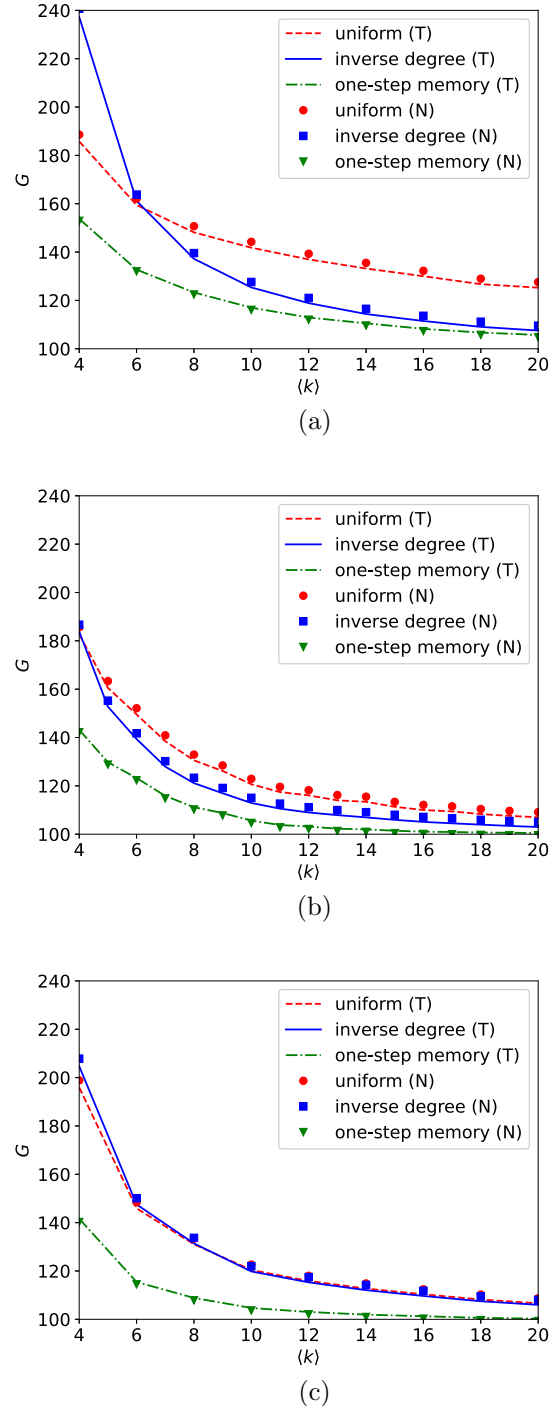 240
220
200
180
160
140
120
100
G
uniform (T)
inverse degree (T)
one-step memory (T)
uniform (N)
inverse degree (N)
one-step memory (N)
4 6 8 10 12 14 16 18 20
⟨k⟩
(a)
240
220
200
180
160
140
120
100
G
uniform (T)
inverse degree (T)
one-step memory (T)
uniform (N)
inverse degree (N)
one-step memory (N)
4 6 8 10 12 14 16 18 20
⟨k⟩
(b)
240
220
200
180
160
140
120
100
G
uniform (T)
inverse degree (T)
one-step memory (T)
uniform (N)
inverse degree (N)
one-step memory (N)
4 6 8 10 12 14 16 18 20
⟨k⟩
(c)